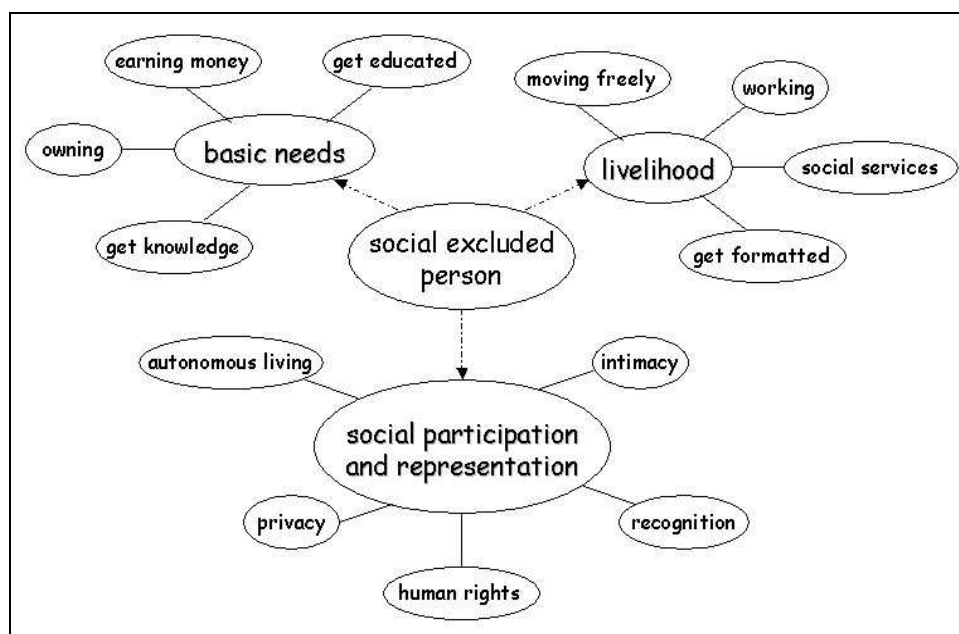 earning money
get educated
owning
basic needs
get knowledge
moving freely
working
livelihood
social services
get formatted
social excluded
person
autonomous living
intimacy
social participation
and representation
privacy
recognition
human rights